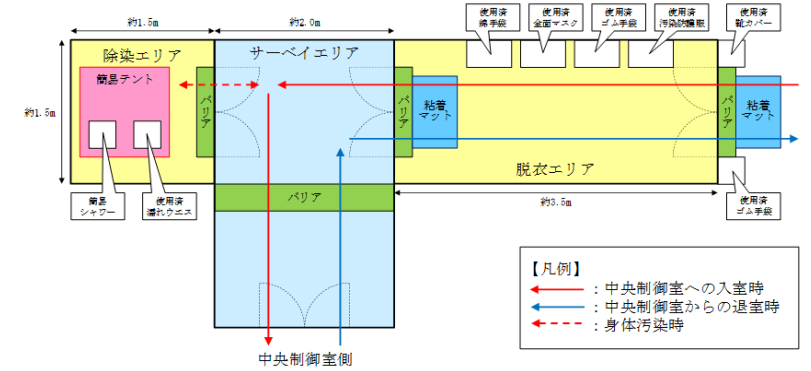 約1.5m
約2.0m
使用済
綿手袋
使用済
全面マスク
使用済
ゴム手袋
使用済
汚染防護服
使用済
靴カバー
除染エリア
サーベイエリア
簡易テント
約1.5m
バリア
バリア
粘着
マット
バリア
粘着
マット
脱衣エリア
簡易
シャワー
使用済
濡れウエス
バリア
約3.5m
使用済
ゴム手袋
【凡例】
:中央制御室への入室時
:中央制御室からの退室時
:身体汚染時
中央制御室側